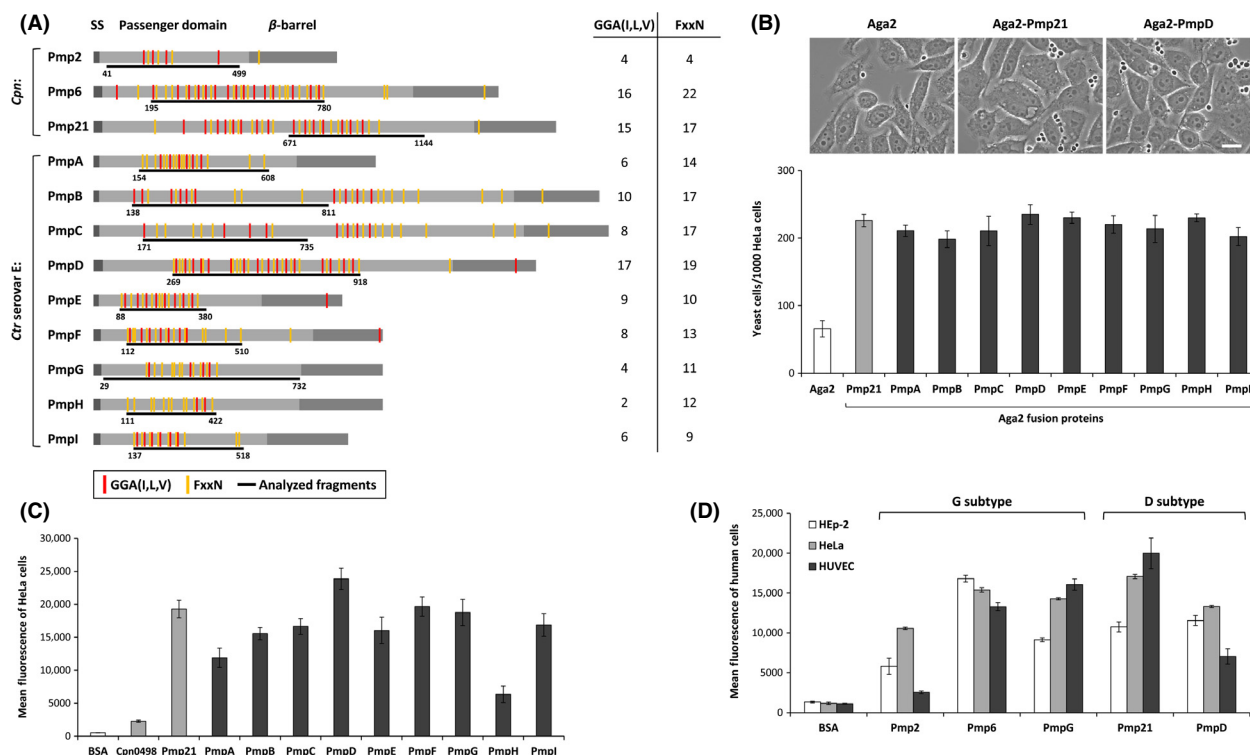 (A)
SS Passenger domain β-barrel GGA(I,L,V) FxxN
Cpn:
Pmp2 4 4
41 499
Pmp6 16 22
195 780
Pmp21 15 17
671 1144
Ctr serovar E:
PmpA 6 14
154 608
PmpB 10 17
138 811
PmpC 8 17
171 735
PmpD 17 19
269 918
PmpE 9 10
88 380
PmpF 8 13
112 510
PmpG 4 11
29 732
PmpH 2 12
111 422
PmpI 6 9
137 518
GGA(I,L,V) FxxN Analyzed fragments
(B)
Aga2 Aga2-Pmp21 Aga2-PmpD
Yeast cells/1000 HeLa cells
300
200
100
0
Aga2 Pmp21 PmpA PmpB PmpC PmpD PmpE PmpF PmpG PmpH PmpI
Aga2 fusion proteins
(C)
Mean fluorescence of HeLa cells
30,000
25,000
20,000
15,000
10,000
5000
0
BSA Cpn0498 Pmp21 PmpA PmpB PmpC PmpD PmpE PmpF PmpG PmpH PmpI
(D)
G subtype D subtype
HEp-2
HeLa
HUVEC
Mean fluorescence of human cells
30,000
25,000
20,000
15,000
10,000
5000
0
BSA Pmp2 Pmp6 PmpG Pmp21 PmpD